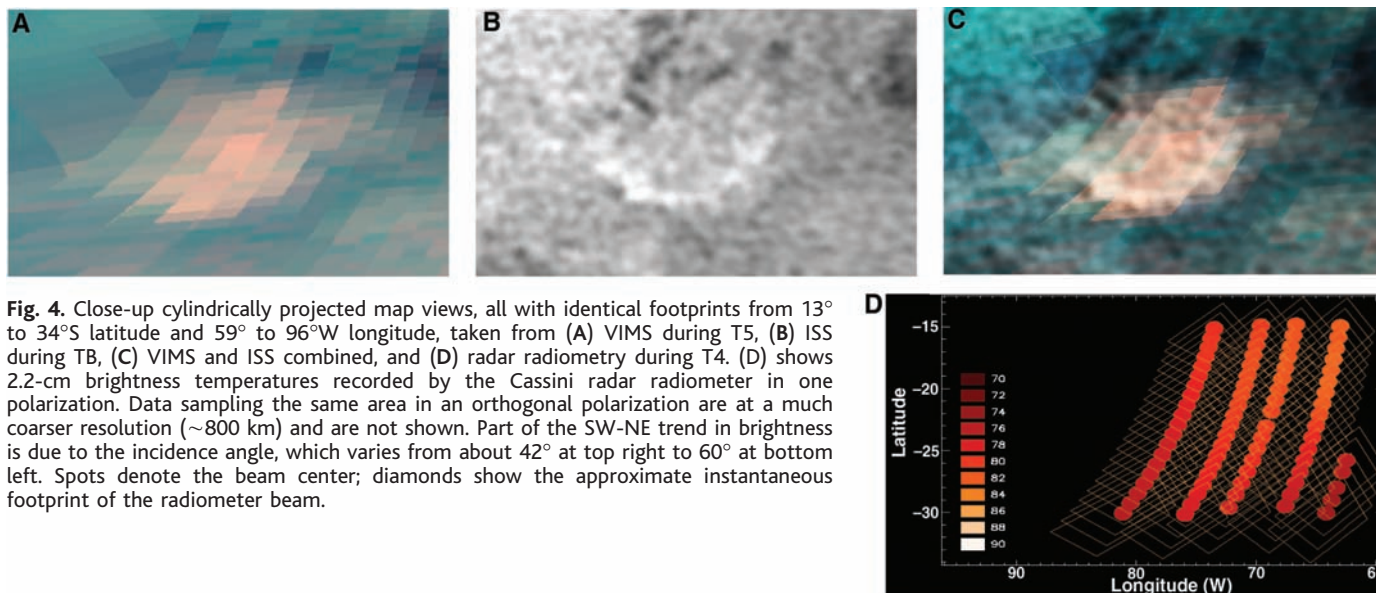 A
B
C
Fig. 4. Close-up cylindrically projected map views, all with identical footprints from 13°
to 34°S latitude and 59° to 96°W longitude, taken from (A) VIMS during T5, (B) ISS
during TB, (C) VIMS and ISS combined, and (D) radar radiometry during T4. (D) shows
2.2-cm brightness temperatures recorded by the Cassini radar radiometer in one
polarization. Data sampling the same area in an orthogonal polarization are at a much
coarser resolution (~800 km) and are not shown. Part of the SW-NE trend in brightness
is due to the incidence angle, which varies from about 42° at top right to 60° at bottom
left. Spots denote the beam center; diamonds show the approximate instantaneous
footprint of the radiometer beam.
D
-15
-20
-25
-30
Latitude
70
72
74
76
78
80
82
84
86
88
90
90 80 70 6
Longitude (W)